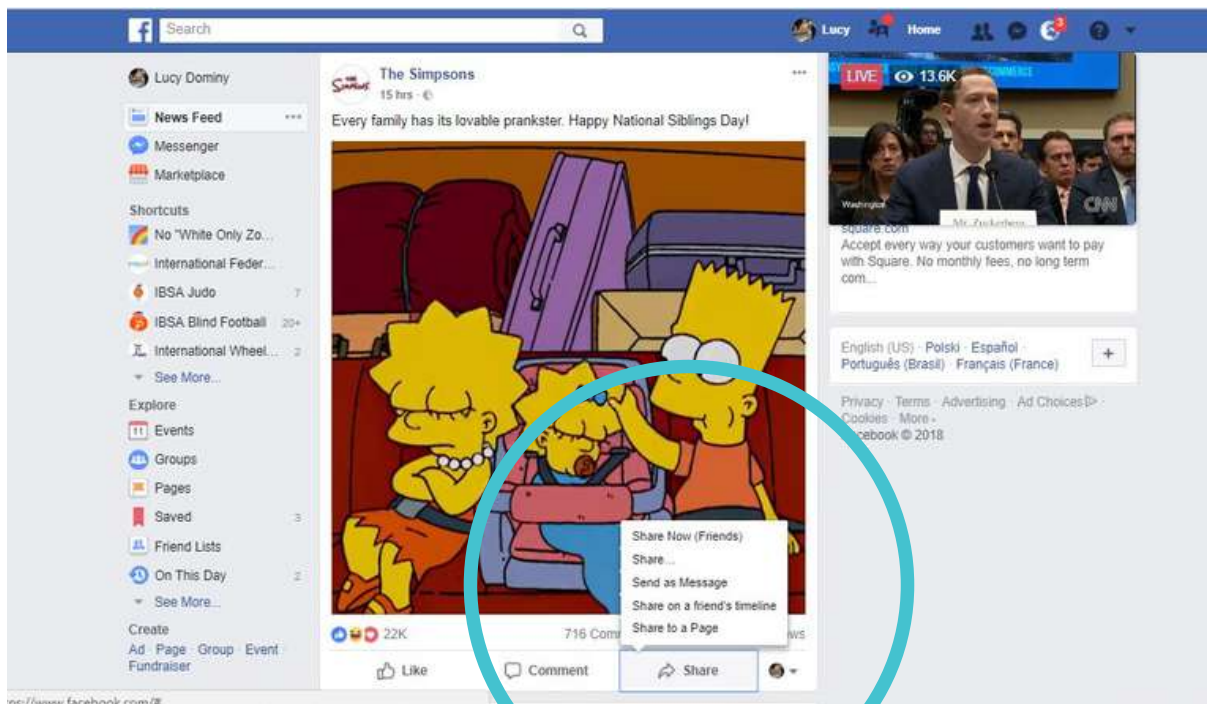 Search
Lucy
Home
3
Lucy Dominy
News Feed
Messenger
Marketplace
Shortcuts
No "White Only Zo...
International Feder...
IBSA Judo 7
IBSA Blind Football 20+
International Wheel... 2
See More...
Explore
Events
Groups
Pages
Saved 3
Friend Lists
On This Day 2
See More...
Create
Ad · Page · Group · Event ·
Fundraiser
The Simpsons
15 hrs ·
Every family has its lovable prankster. Happy National Siblings Day!
Share Now (Friends)
Share...
Send as Message
Share on a friend's timeline
Share to a Page
22K
716
Like
Comment
Share
LIVE 13.6K
COMMERCE
Washington
CNN
Mr. Zuckerberg
square.com
Accept every way your customers want to pay
with Square. No monthly fees, no long term
com...
English (US) · Polski · Español ·
Português (Brasil) · Français (France)
Privacy · Terms · Advertising · Ad Choices ·
Cookies · More
Facebook © 2018